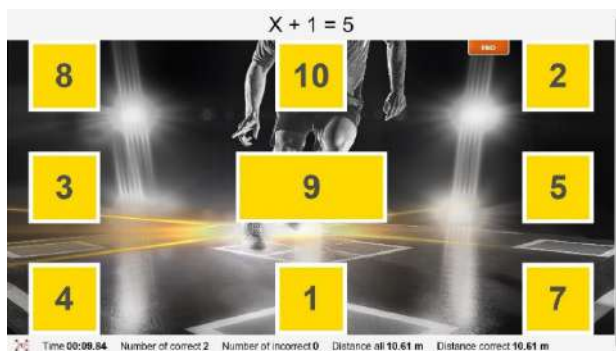 X + 1 = 5
END
8 10 2
3 9 5
4 1 7
Time 00:09.84 Number of correct 2 Number of incorrect 0 Distance all 10.61 m Distance correct 10.61 m